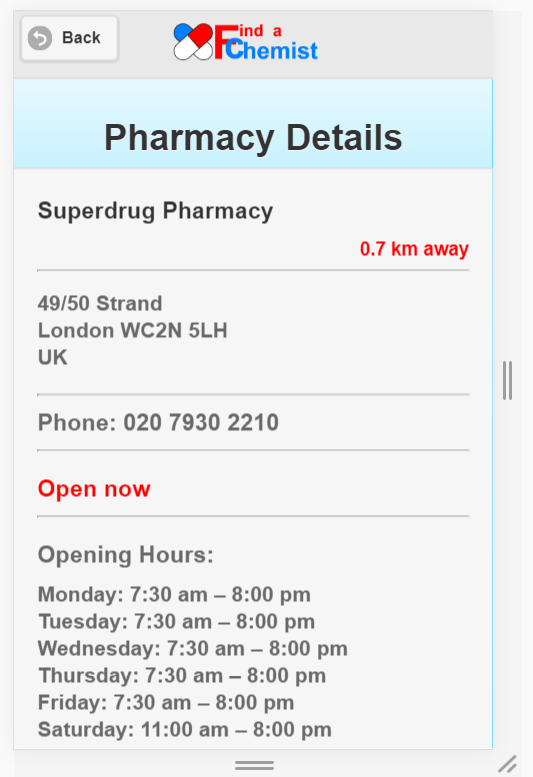 Back
Find a
Chemist
Pharmacy Details
Superdrug Pharmacy
0.7 km away
49/50 Strand
London WC2N 5LH
UK
Phone: 020 7930 2210
Open now
Opening Hours:
Monday: 7:30 am – 8:00 pm
Tuesday: 7:30 am – 8:00 pm
Wednesday: 7:30 am – 8:00 pm
Thursday: 7:30 am – 8:00 pm
Friday: 7:30 am – 8:00 pm
Saturday: 11:00 am – 8:00 pm